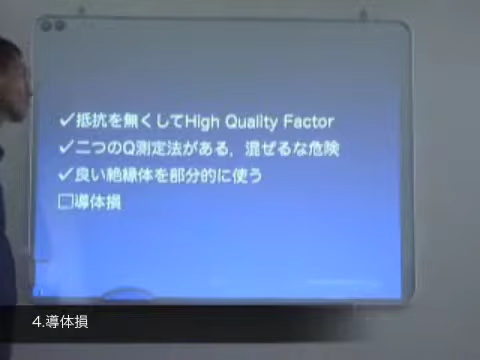 ✓抵抗を無くしてHigh Quality Factor
✓二つのQ測定法がある，混ぜるな危険
✓良い絶縁体を部分的に使う
□導体損
4.導体損